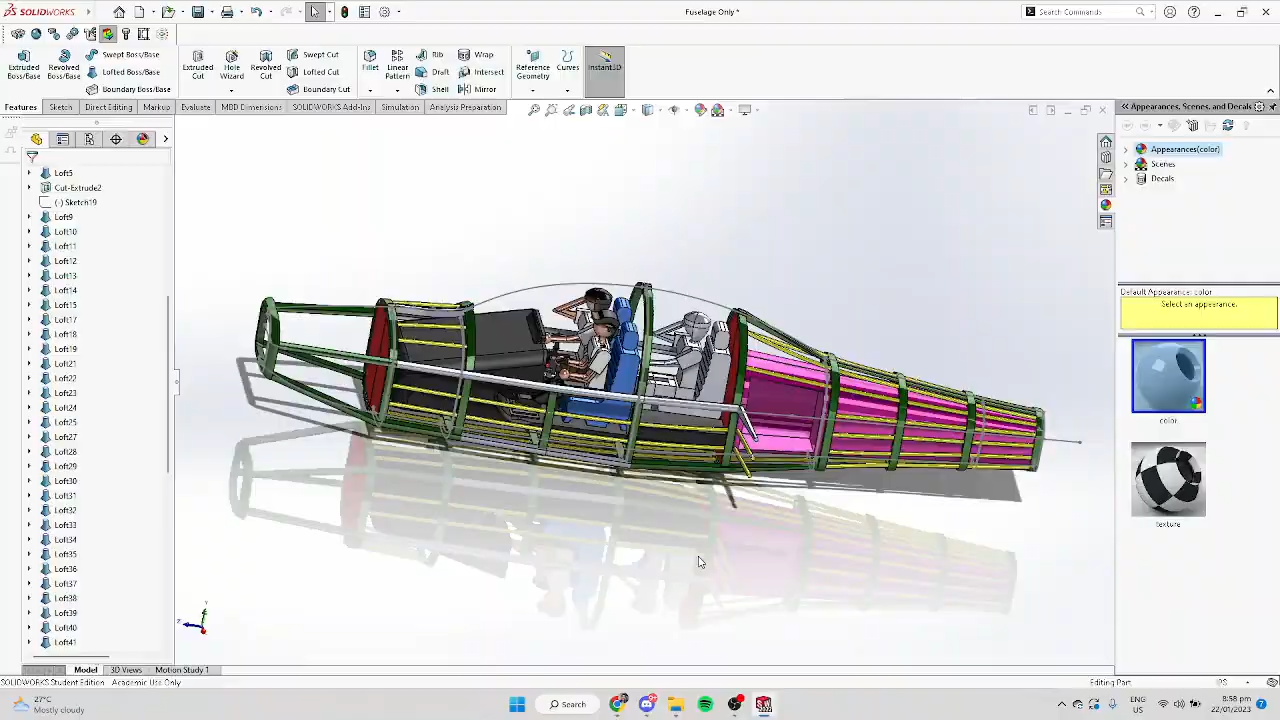 SOLIDWORKS
Fuselage Only *
Search Commands
Extruded Boss/Base
Revolved Boss/Base
Swept Boss/Base
Lofted Boss/Base
Boundary Boss/Base
Extruded Cut
Hole Wizard
Revolved Cut
Swept Cut
Lofted Cut
Boundary Cut
Fillet
Linear Pattern
Rib
Draft
Shell
Wrap
Intersect
Mirror
Reference Geometry
Curves
Instant3D
Features Sketch Direct Editing Markup Evaluate MBD Dimensions SOLIDWORKS Add-Ins Simulation Analysis Preparation
Appearances, Scenes, and Decals
Appearances(color)
Scenes
Decals
Loft5
Cut-Extrude2
(-) Sketch19
Loft9
Loft10
Loft11
Loft12
Loft13
Loft14
Loft15
Loft17
Loft18
Loft19
Loft21
Loft22
Loft23
Loft24
Loft25
Loft27
Loft28
Loft29
Loft30
Loft31
Loft32
Loft33
Loft34
Loft35
Loft36
Loft37
Loft38
Loft39
Loft40
Loft41
Default Appearance: color
Select an appearance.
color
texture
Model 3D Views Motion Study 1
SOLIDWORKS Student Edition - Academic Use Only
Editing Part
IPS
27°C
Mostly cloudy
Search
ENG
US
8:58 pm
22/01/2023